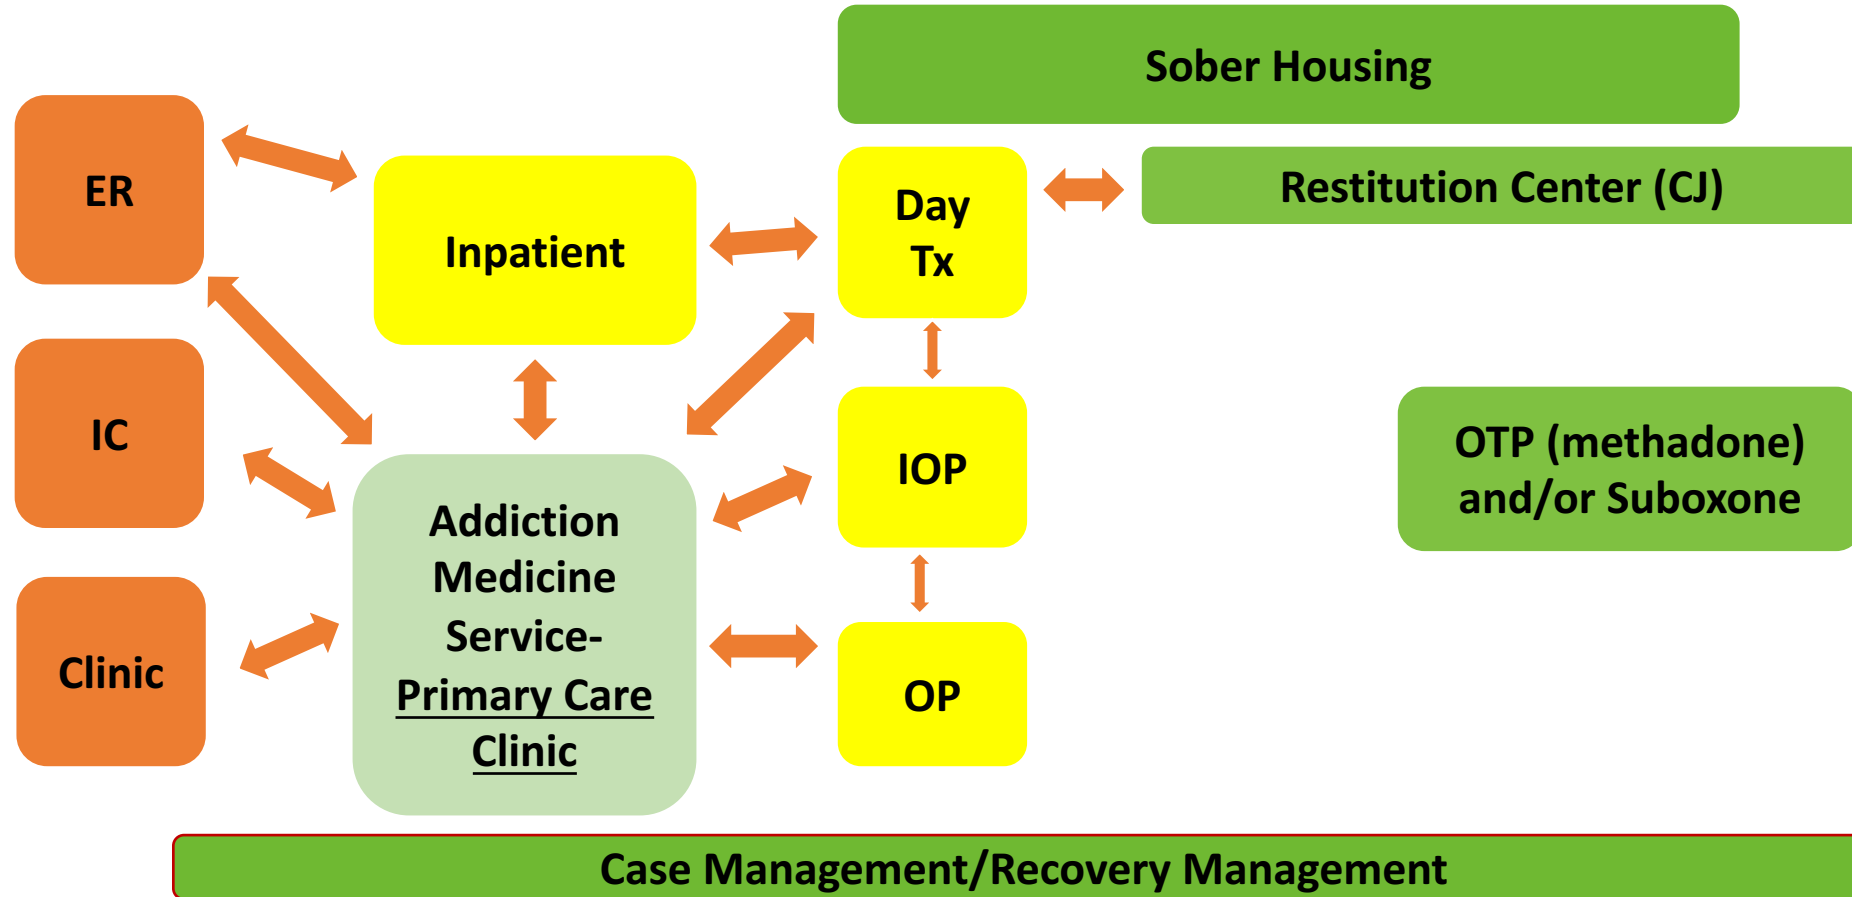 Sober Housing
ER
Inpatient
Day
Tx
Restitution Center (CJ)
IC
Addiction
Medicine
Service-
Primary Care
Clinic
IOP
OTP (methadone)
and/or Suboxone
Clinic
OP
Case Management/Recovery Management